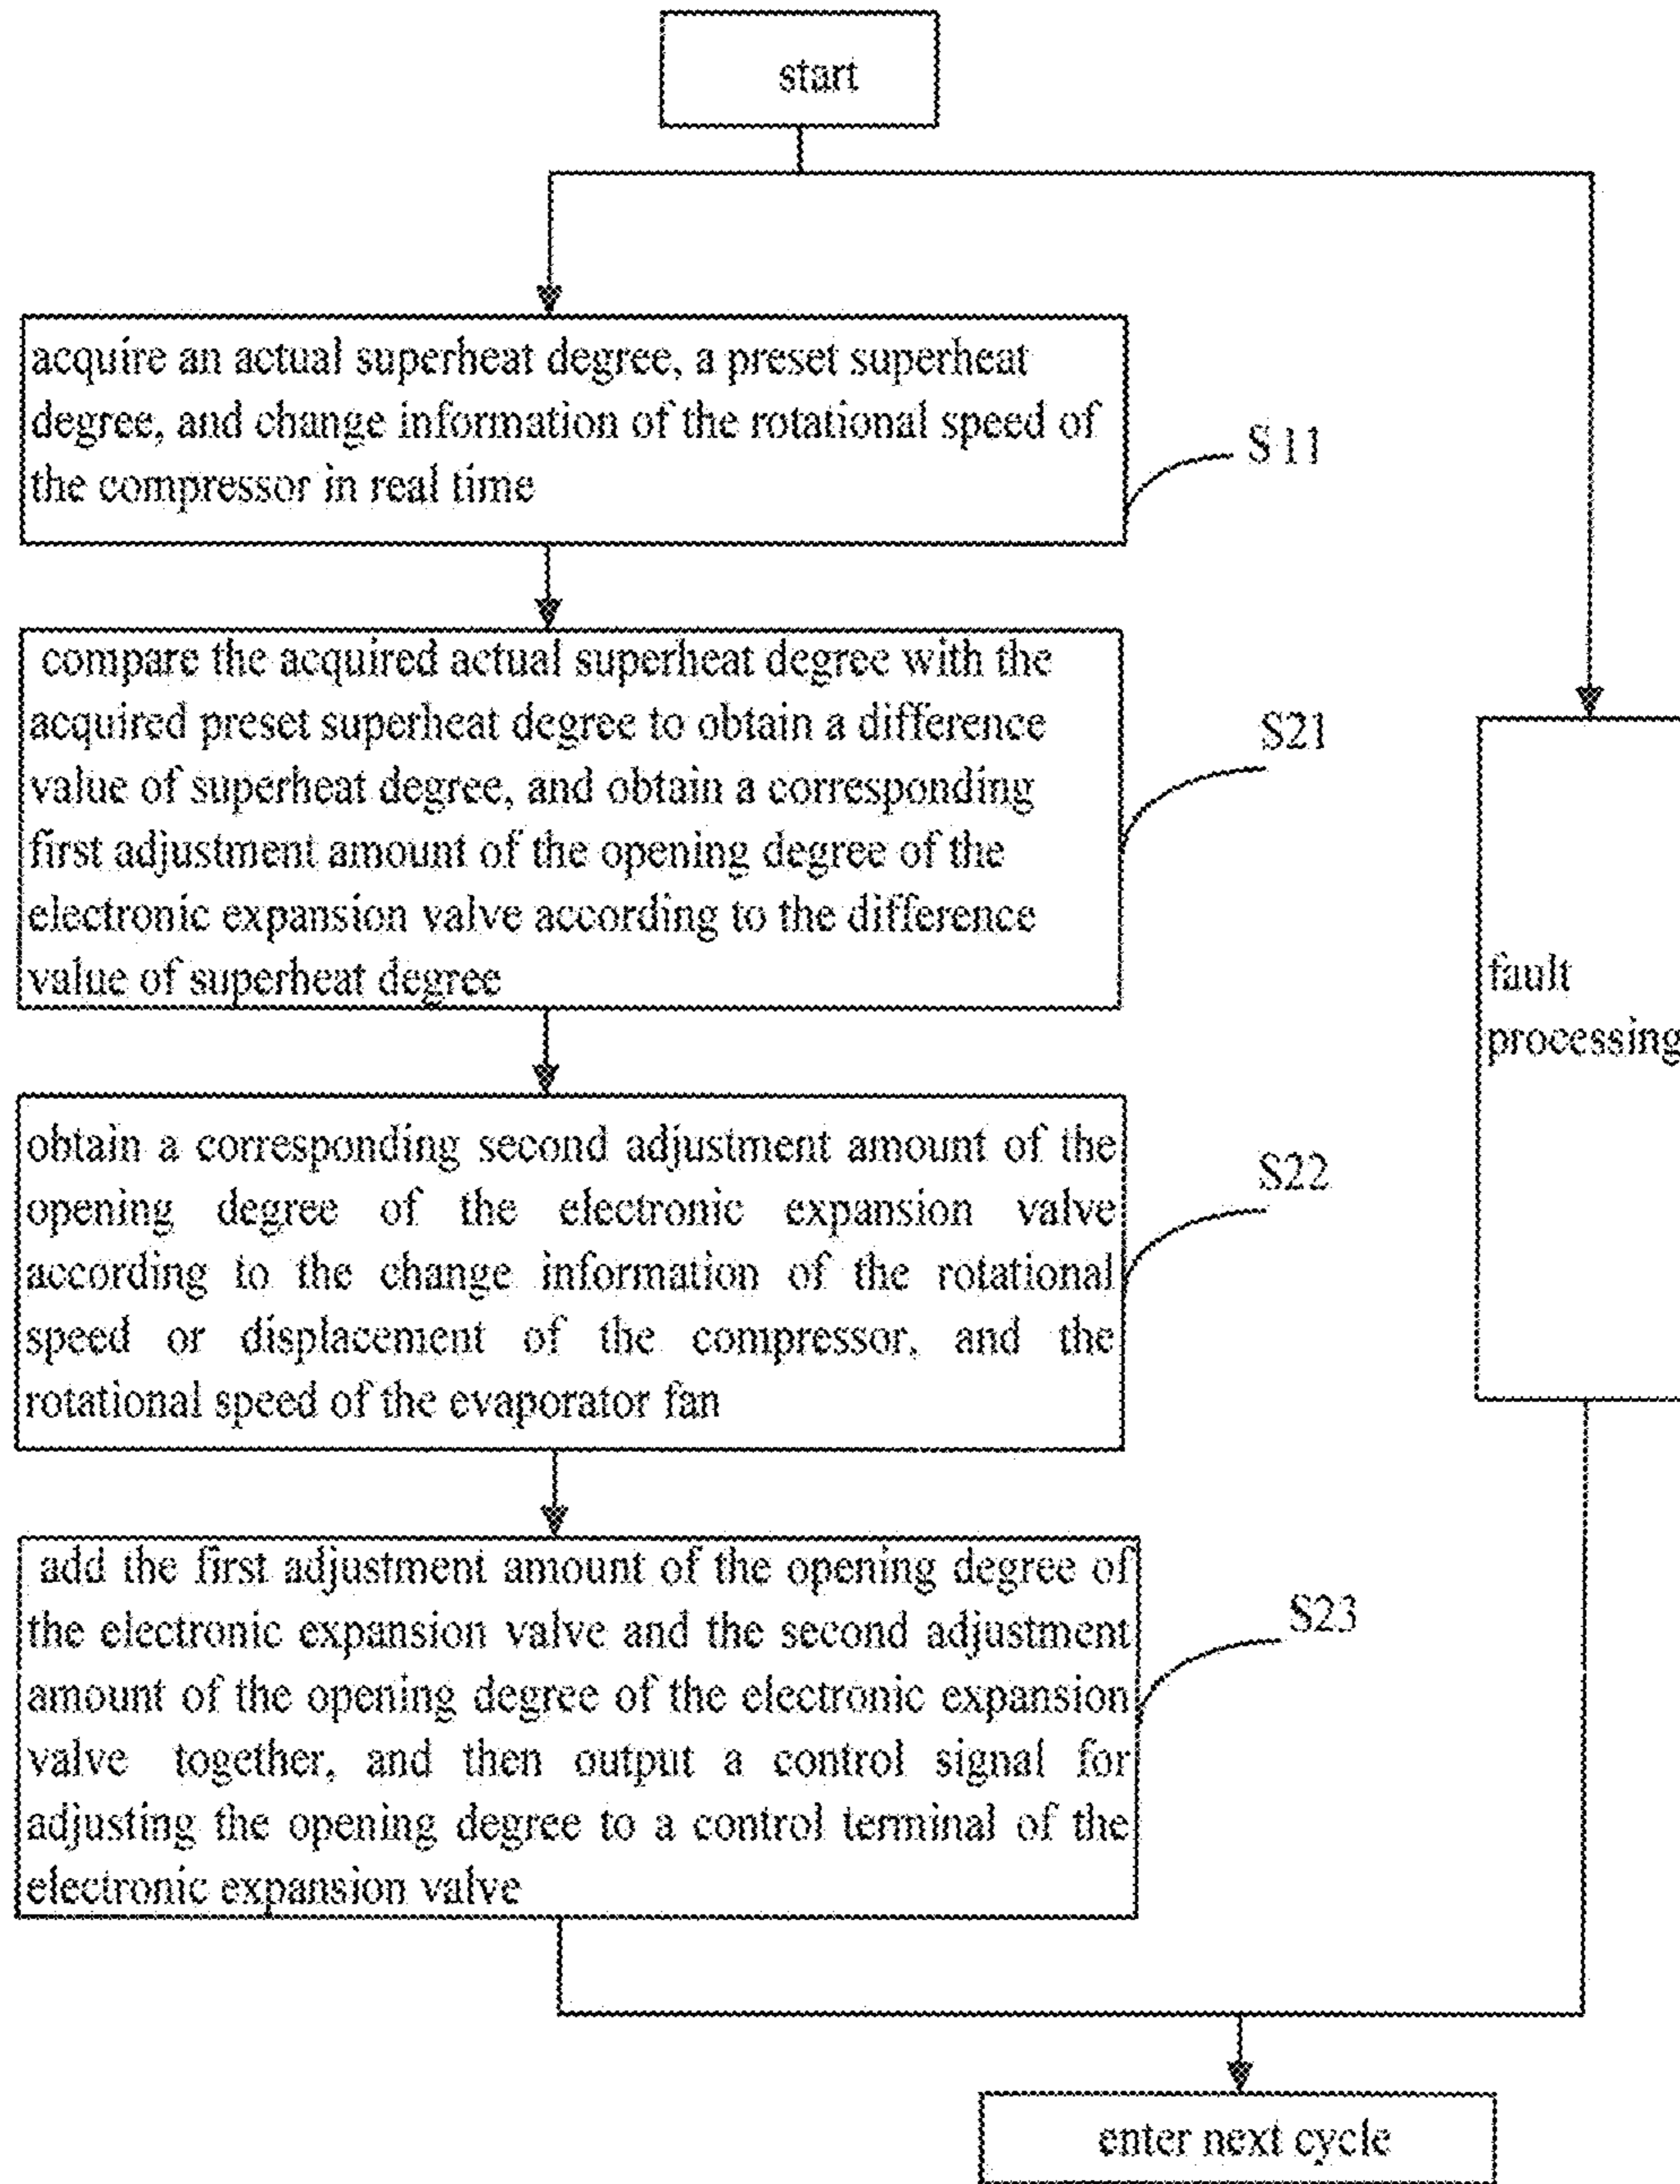 start
acquire an actual superheat degree, a preset superheat
degree, and change information of the rotational speed of
the compressor in real time
S11
compare the acquired actual superheat degree with the
acquired preset superheat degree to obtain a difference
value of superheat degree, and obtain a corresponding
first adjustment amount of the opening degree of the
electronic expansion valve according to the difference
value of superheat degree
S21
fault
processing
obtain a corresponding second adjustment amount of the
opening degree of the electronic expansion valve
according to the change information of the rotational
speed or displacement of the compressor, and the
rotational speed of the evaporator fan
S22
add the first adjustment amount of the opening degree of
the electronic expansion valve and the second adjustment
amount of the opening degree of the electronic expansion
valve together, and then output a control signal for
adjusting the opening degree to a control terminal of the
electronic expansion valve
S23
enter next cycle